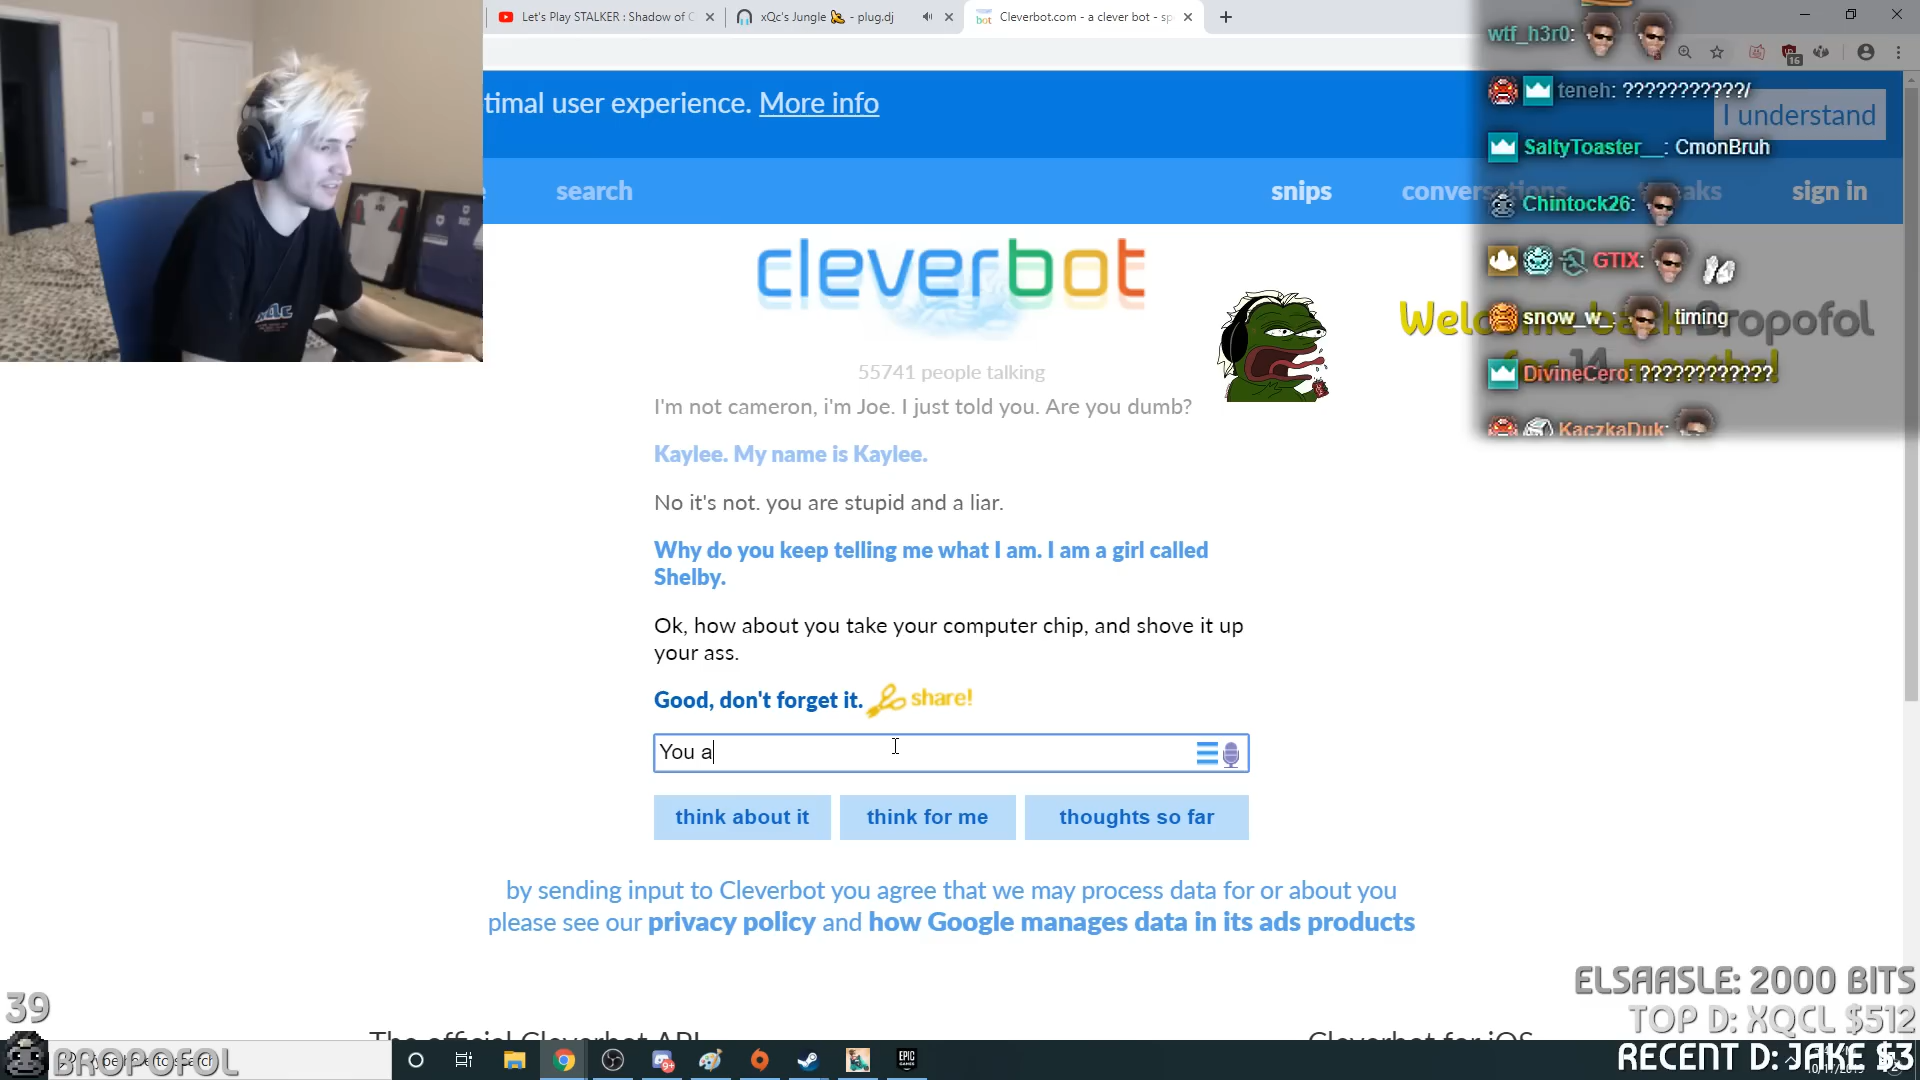 Let's Play STALKER : Shadow of C
xQc's Jungle - plug.dj
Cleverbot.com - a clever bot - sp
timal user experience. More info
I understand
search
snips
sign in
cleverbot
55741 people talking
I'm not cameron, i'm Joe. I just told you. Are you dumb?
Kaylee. My name is Kaylee.
No it's not. you are stupid and a liar.
Why do you keep telling me what I am. I am a girl called
Shelby.
Ok, how about you take your computer chip, and shove it up
your ass.
Good, don't forget it. share!
You a
think about it
think for me
thoughts so far
by sending input to Cleverbot you agree that we may process data for or about you
please see our privacy policy and how Google manages data in its ads products
wtf_h3r0:
16
teneh: ???????????/
SaltyToaster__: CmonBruh
Chintock26:
GTIX:
snow_w_: timing
DivineCero: ????????????
KaczkaDuk:
Bropofol
14 months!
39
BROPOFOL
ELSAASLE: 2000 BITS
TOP D: XQCL $512
RECENT D: JAKE $3